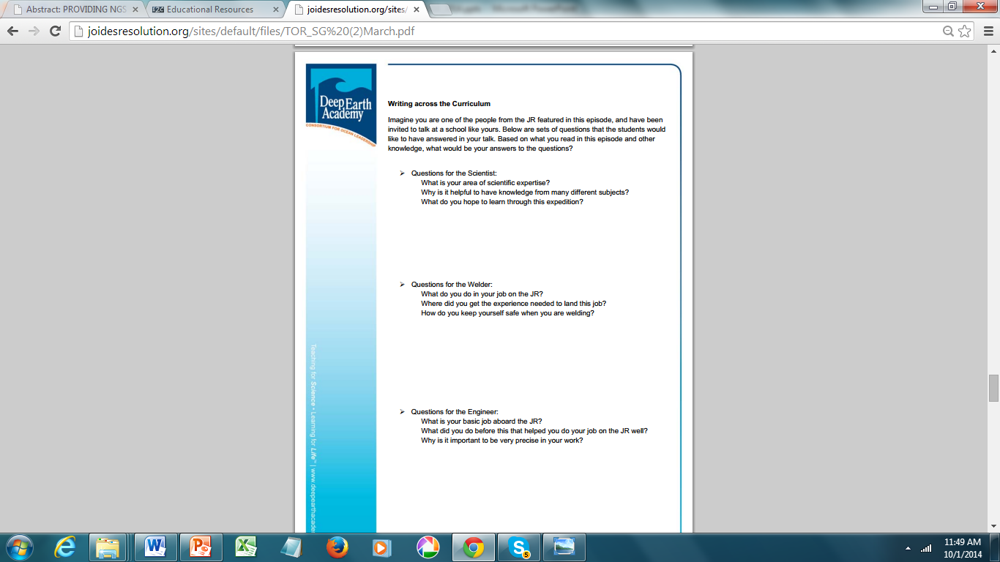 Abstract: PROVIDING NGS
Educational Resources
joidesresolution.org/sites/
joidesresolution.org/sites/default/files/TOR_SG%20(2)March.pdf
Deep Earth
Academy
CONSORTIUM FOR OCEAN LEADERSHIP
Writing across the Curriculum
Imagine you are one of the people from the JR featured in this episode, and have been
invited to talk at a school like yours. Below are sets of questions that the students would
like to have answered in your talk. Based on what you read in this episode and other
knowledge, what would be your answers to the questions?
➢ Questions for the Scientist:
What is your area of scientific expertise?
Why is it helpful to have knowledge from many different subjects?
What do you hope to learn through this expedition?
➢ Questions for the Welder:
What do you do in your job on the JR?
Where did you get the experience needed to land this job?
How do you keep yourself safe when you are welding?
➢ Questions for the Engineer:
What is your basic job aboard the JR?
What did you do before this that helped you do your job on the JR well?
Why is it important to be very precise in your work?
Teaching for Science • Learning for Life™ | www.deepearthacadem
5
11:49 AM
10/1/2014